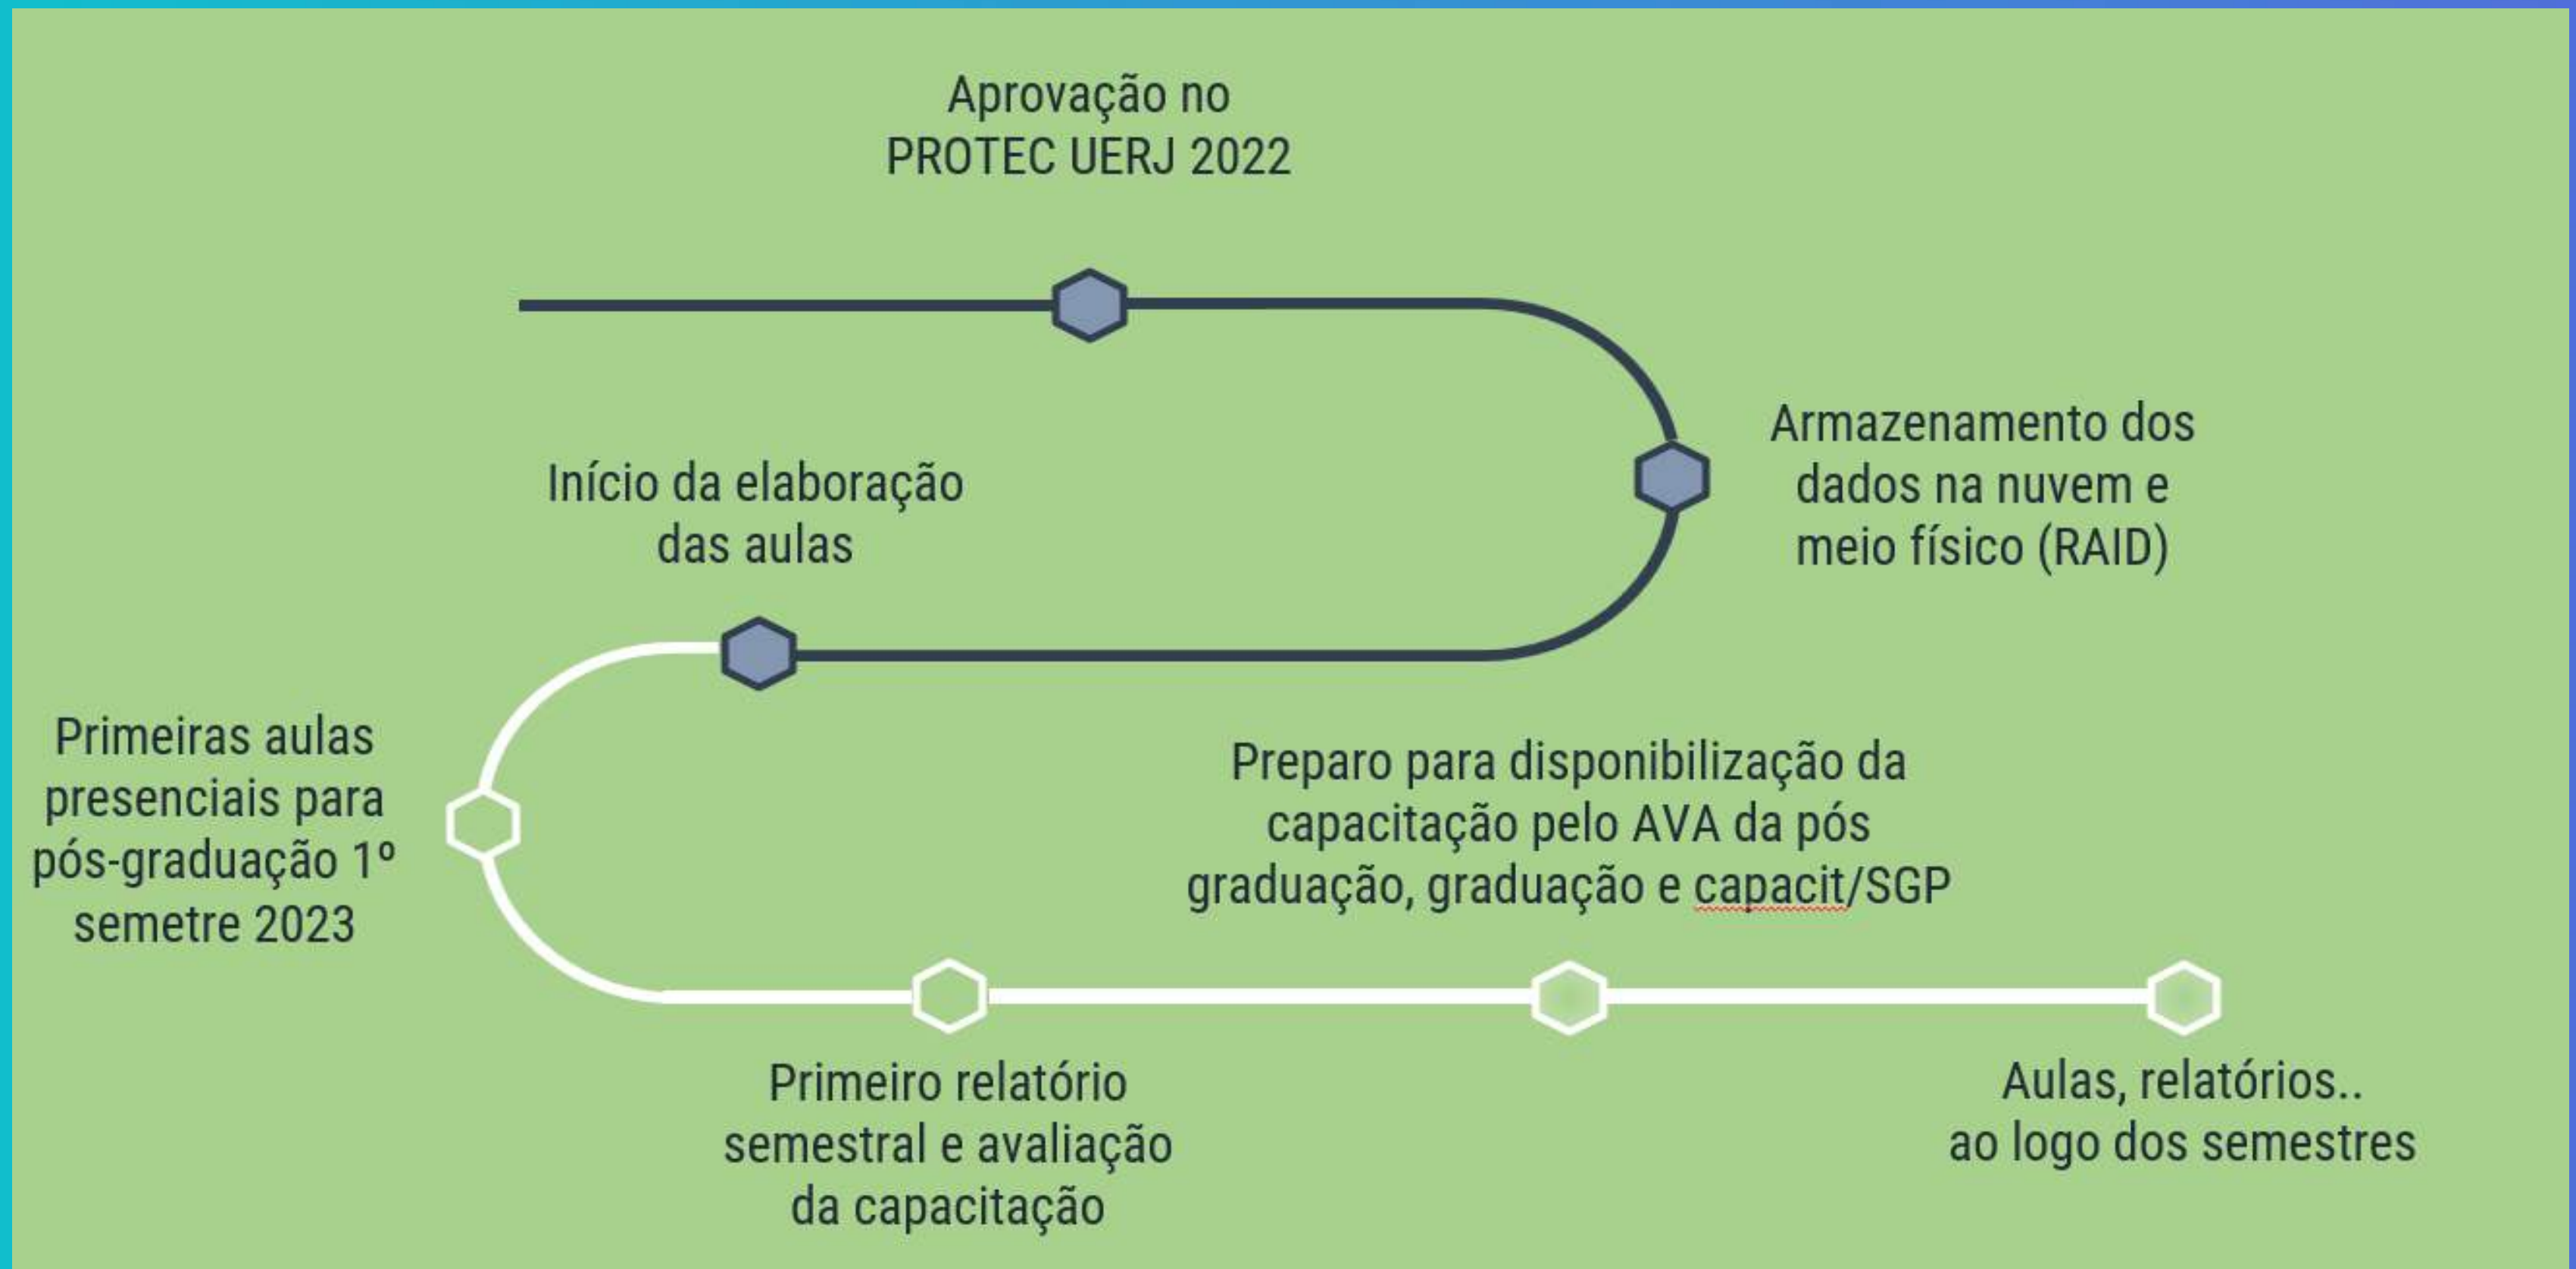 Aprovação no
PROTEC UERJ 2022
Armazenamento dos
dados na nuvem e
meio físico (RAID)
Início da elaboração
das aulas
Primeiras aulas
presenciais para
pós-graduação 1º
semetre 2023
Primeiro relatório
semestral e avaliação
da capacitação
Preparo para disponibilização da
capacitação pelo AVA da pós
graduação, graduação e capacit/SGP
Aulas, relatórios..
ao logo dos semestres